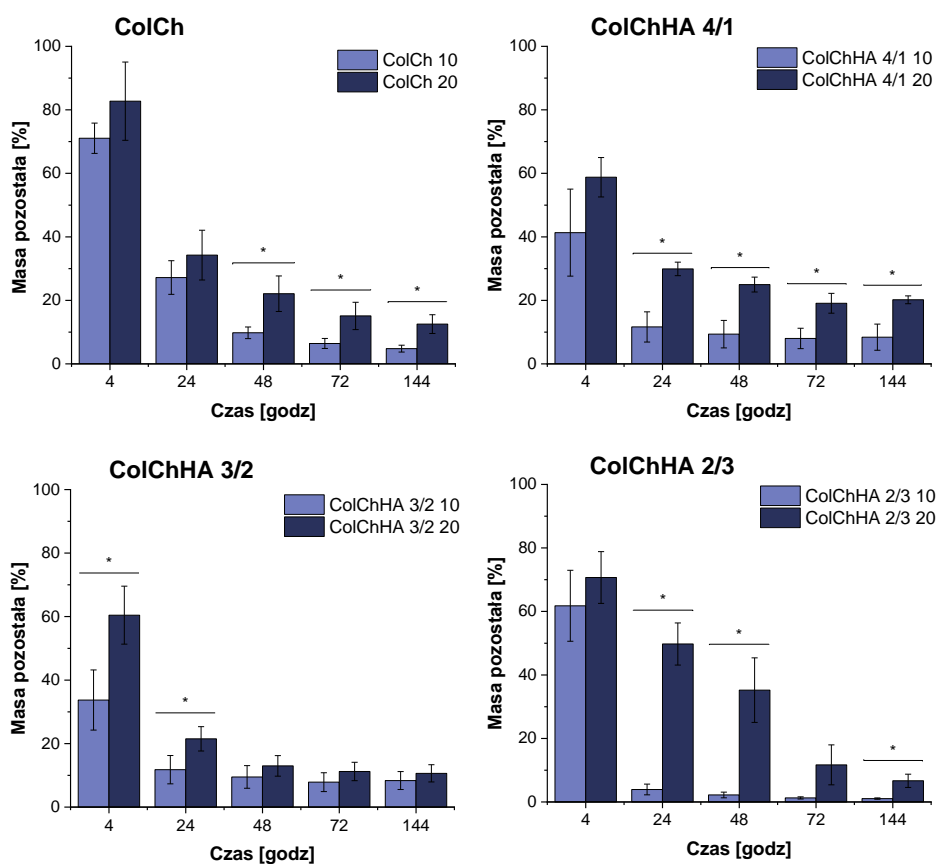 ColCh
ColCh 10
ColCh 20
Masa pozostała [%]
100
80
60
40
20
0
*
*
*
4 24 48 72 144
Czas [godz]
ColChHA 4/1
ColChHA 4/1 10
ColChHA 4/1 20
Masa pozostała [%]
100
80
60
40
20
0
*
*
*
*
4 24 48 72 144
Czas [godz]
ColChHA 3/2
ColChHA 3/2 10
ColChHA 3/2 20
Masa pozostała [%]
100
80
60
40
20
0
*
*
4 24 48 72 144
Czas [godz]
ColChHA 2/3
ColChHA 2/3 10
ColChHA 2/3 20
Masa pozostała [%]
100
80
60
40
20
0
*
*
*
4 24 48 72 144
Czas [godz]